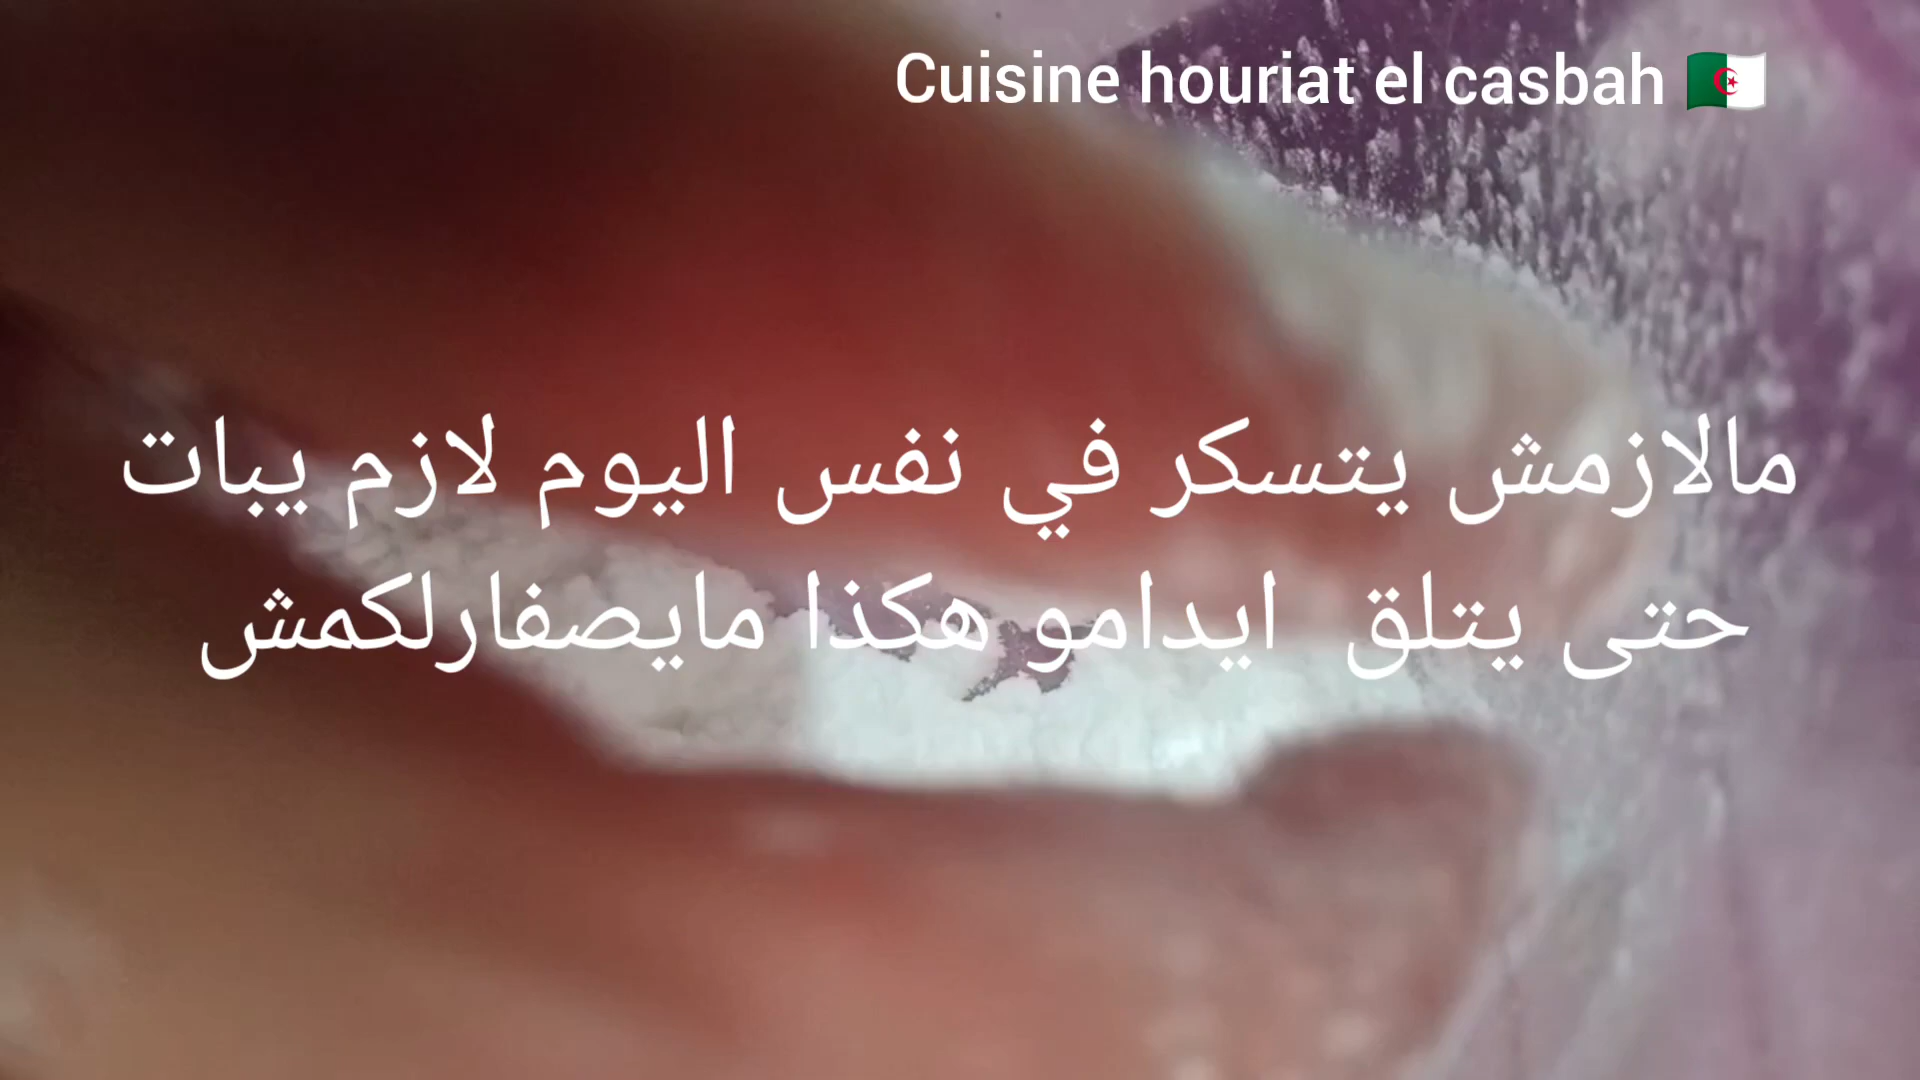 Cuisine houriat el casbah 🇩🇿
مالازمش يتسكر في نفس اليوم لازم يبات
حتى يتلق ايدامو هكذا مايصفارلكمش